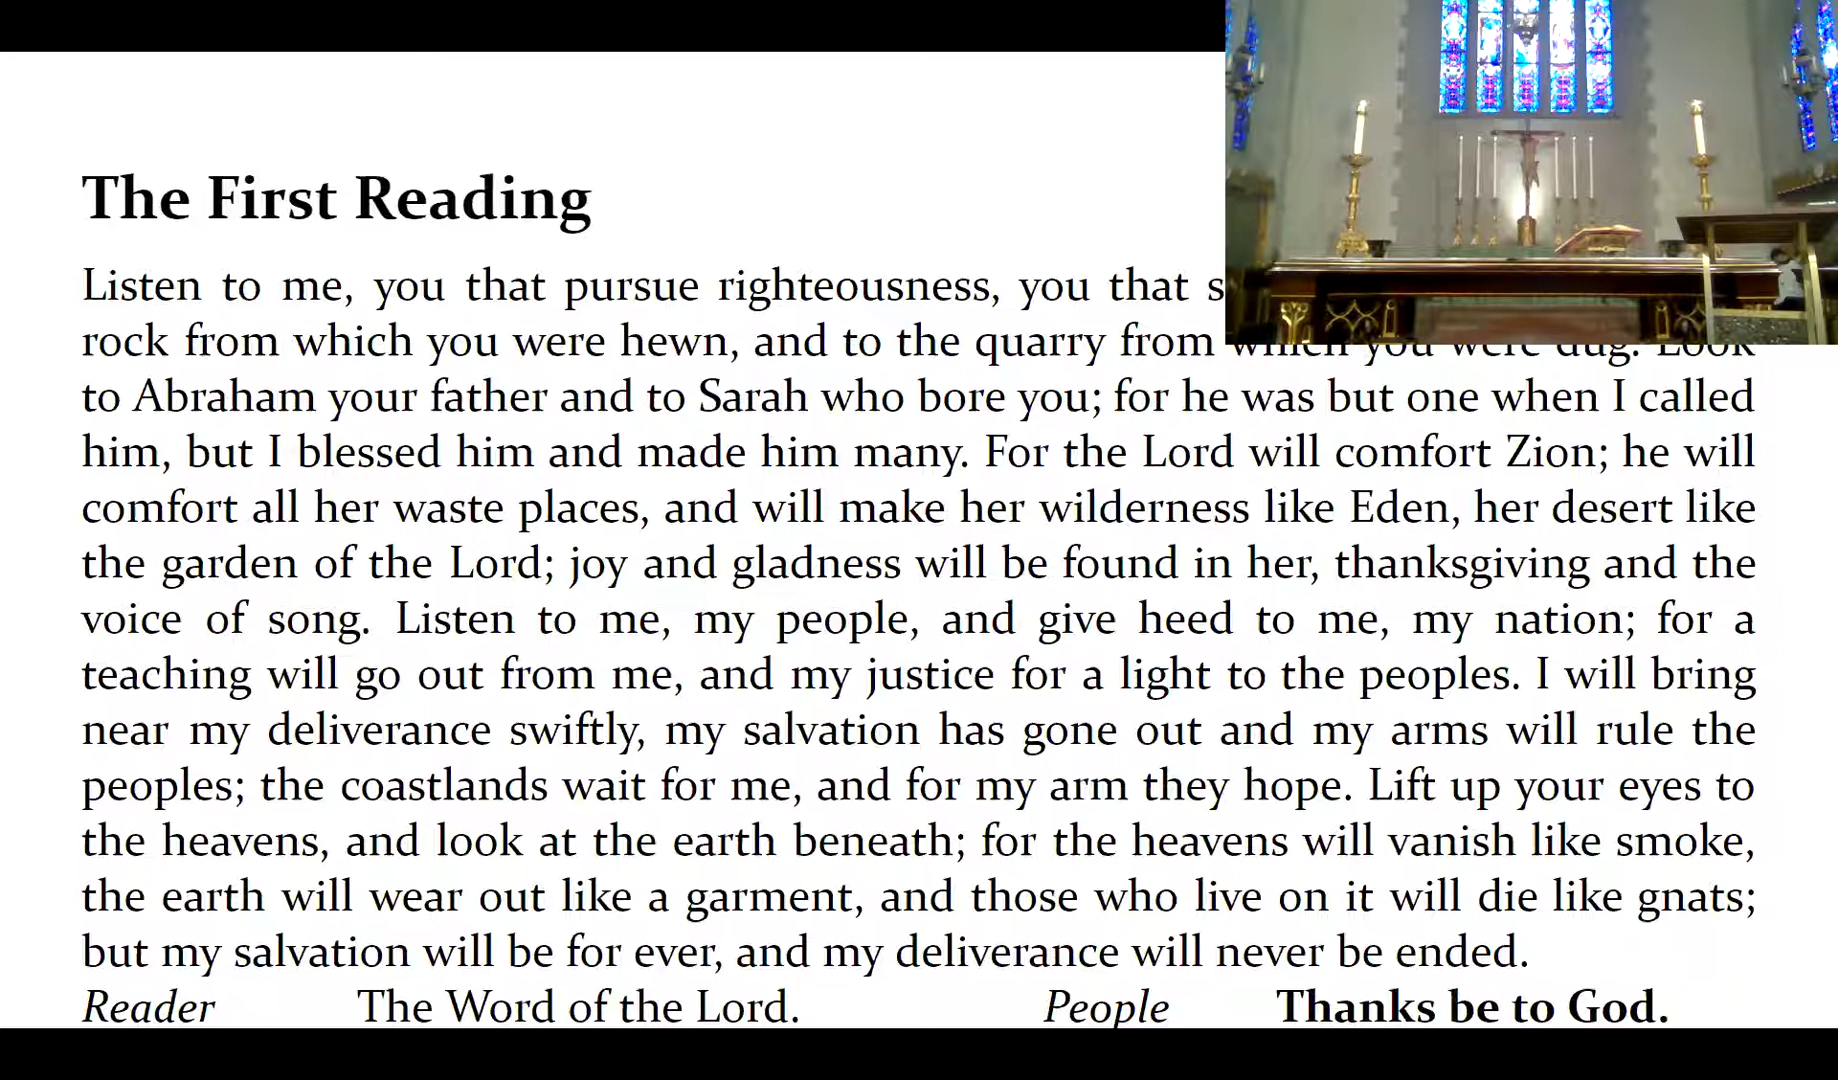 The First Reading
Listen to me, you that pursue righteousness, you that
rock from which you were hewn, and to the quarry from which you were dug. Look
to Abraham your father and to Sarah who bore you; for he was but one when I called
him, but I blessed him and made him many. For the Lord will comfort Zion; he will
comfort all her waste places, and will make her wilderness like Eden, her desert like
the garden of the Lord; joy and gladness will be found in her, thanksgiving and the
voice of song. Listen to me, my people, and give heed to me, my nation; for a
teaching will go out from me, and my justice for a light to the peoples. I will bring
near my deliverance swiftly, my salvation has gone out and my arms will rule the
peoples; the coastlands wait for me, and for my arm they hope. Lift up your eyes to
the heavens, and look at the earth beneath; for the heavens will vanish like smoke,
the earth will wear out like a garment, and those who live on it will die like gnats;
but my salvation will be for ever, and my deliverance will never be ended.
Reader The Word of the Lord. People Thanks be to God.